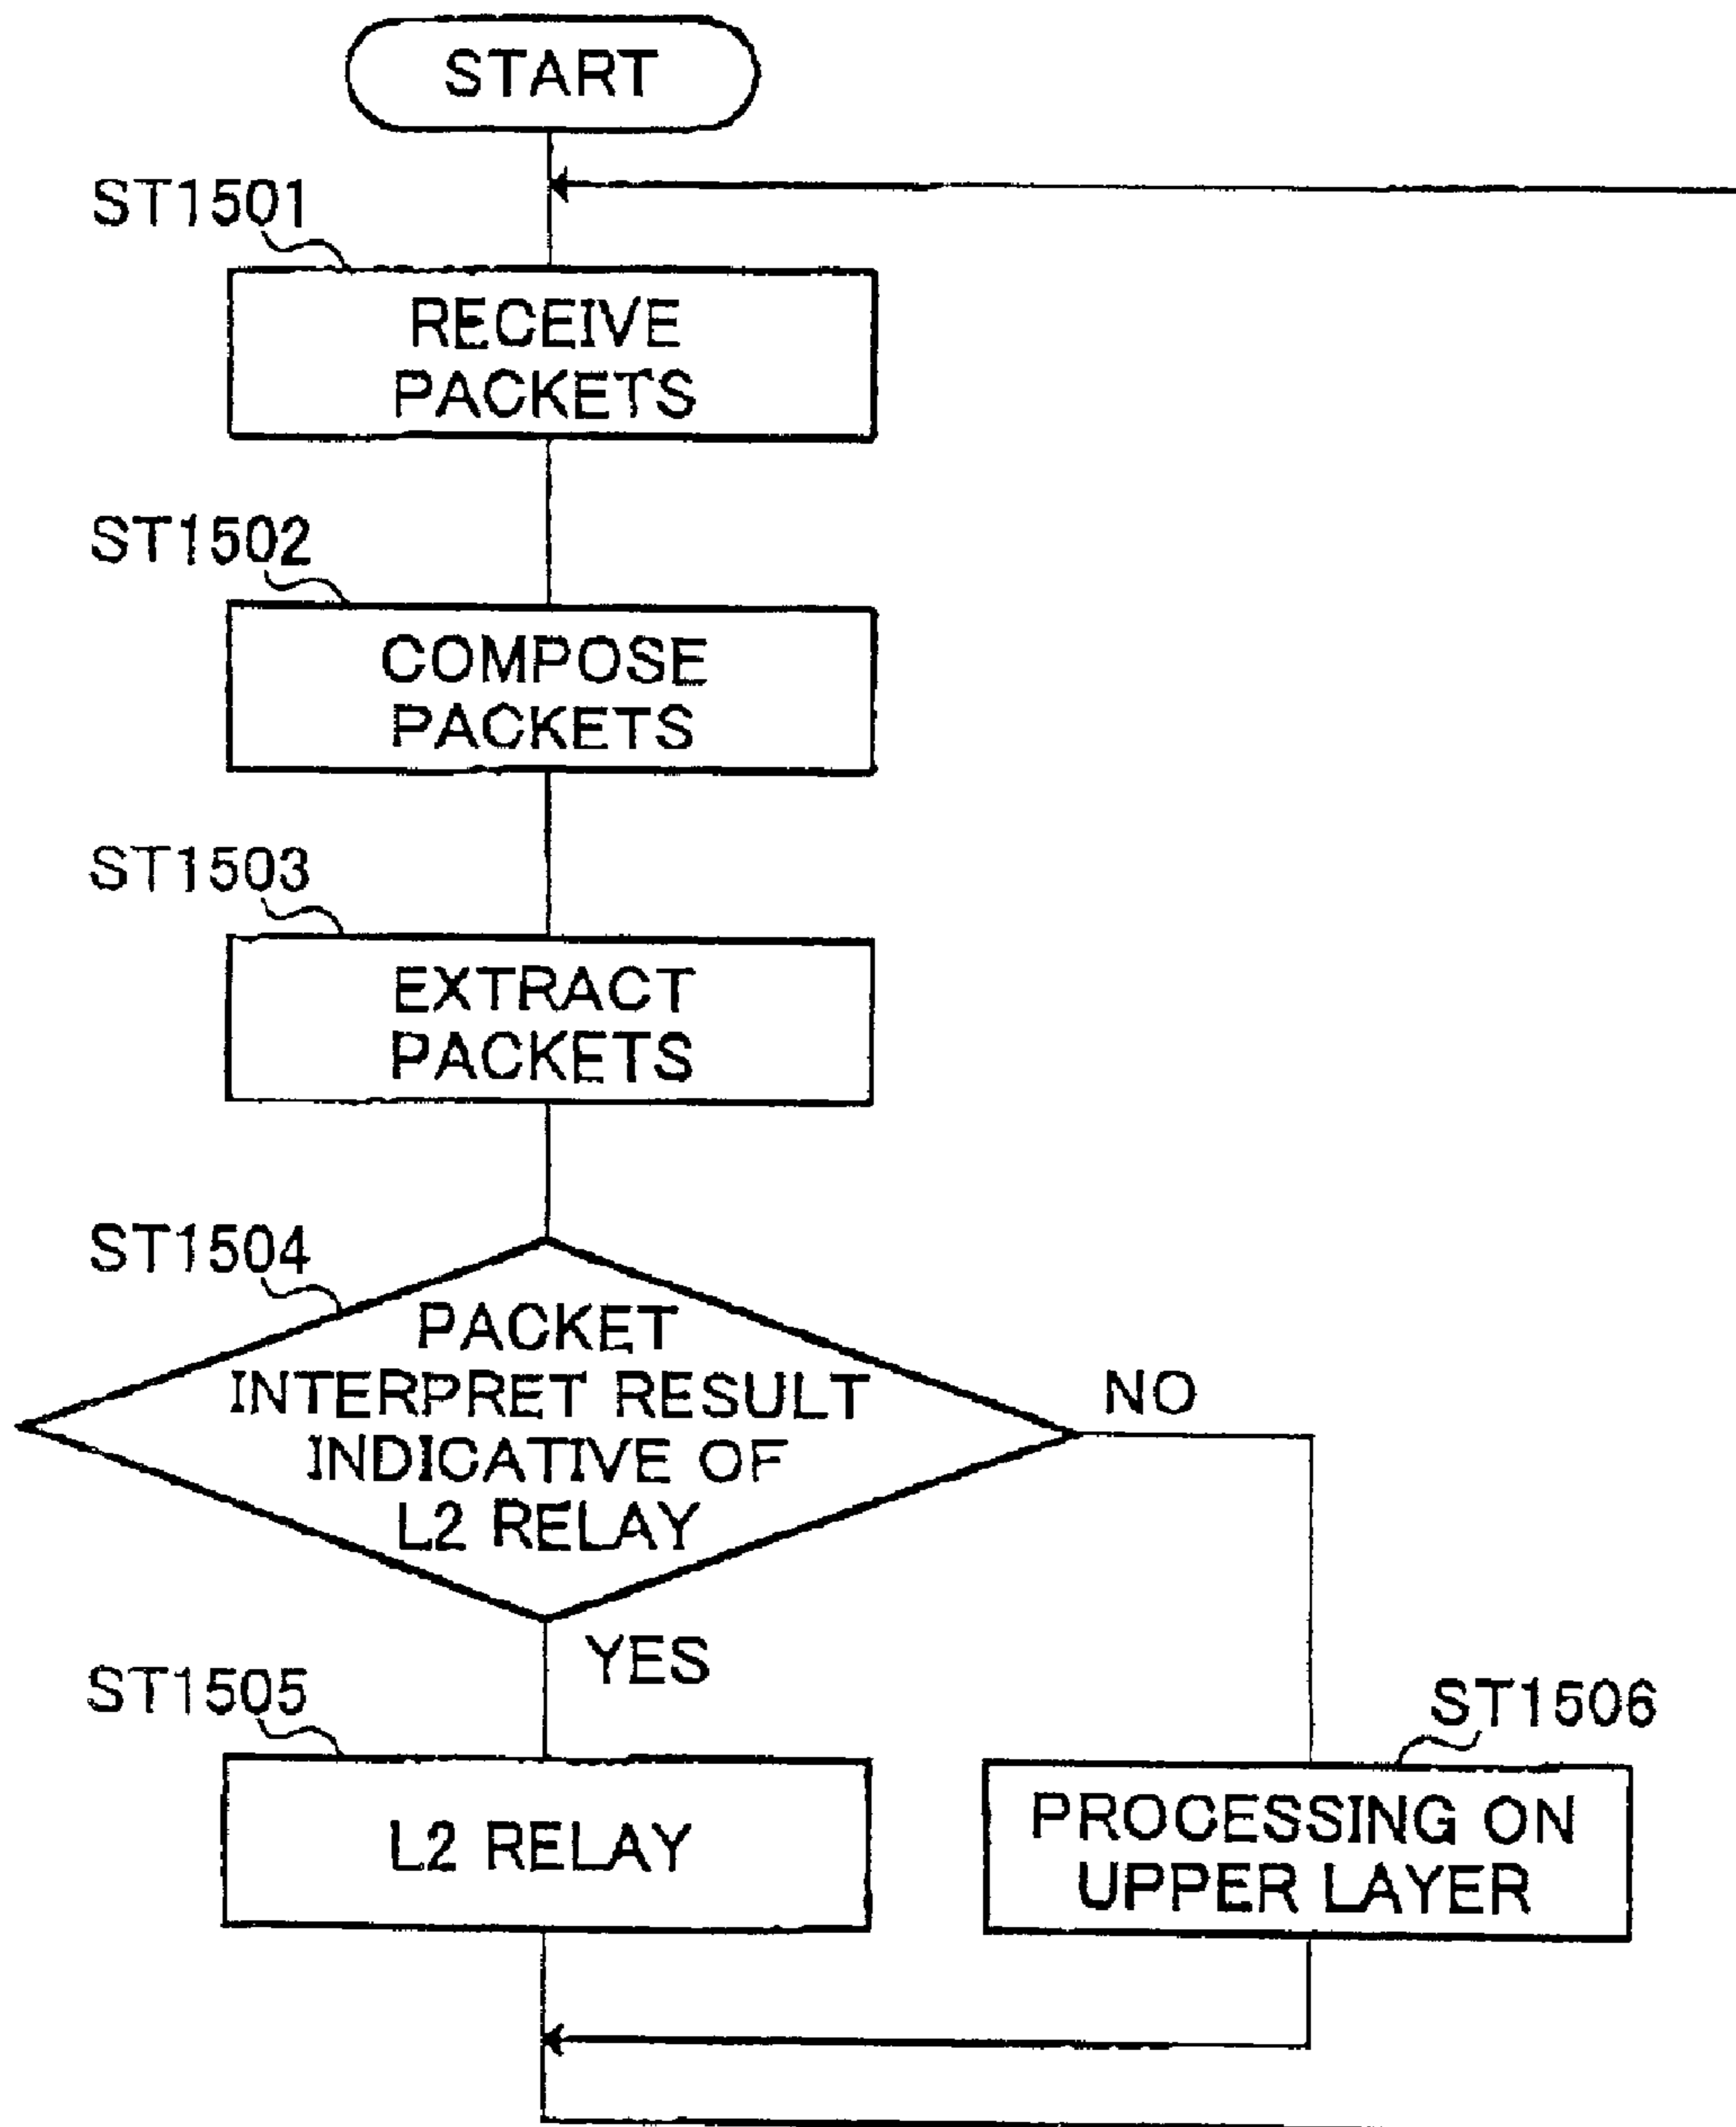 START
ST1501
RECEIVE
PACKETS
ST1502
COMPOSE
PACKETS
ST1503
EXTRACT
PACKETS
ST1504
PACKET
INTERPRET RESULT
INDICATIVE OF
L2 RELAY
NO
YES
ST1505
L2 RELAY
ST1506
PROCESSING ON
UPPER LAYER